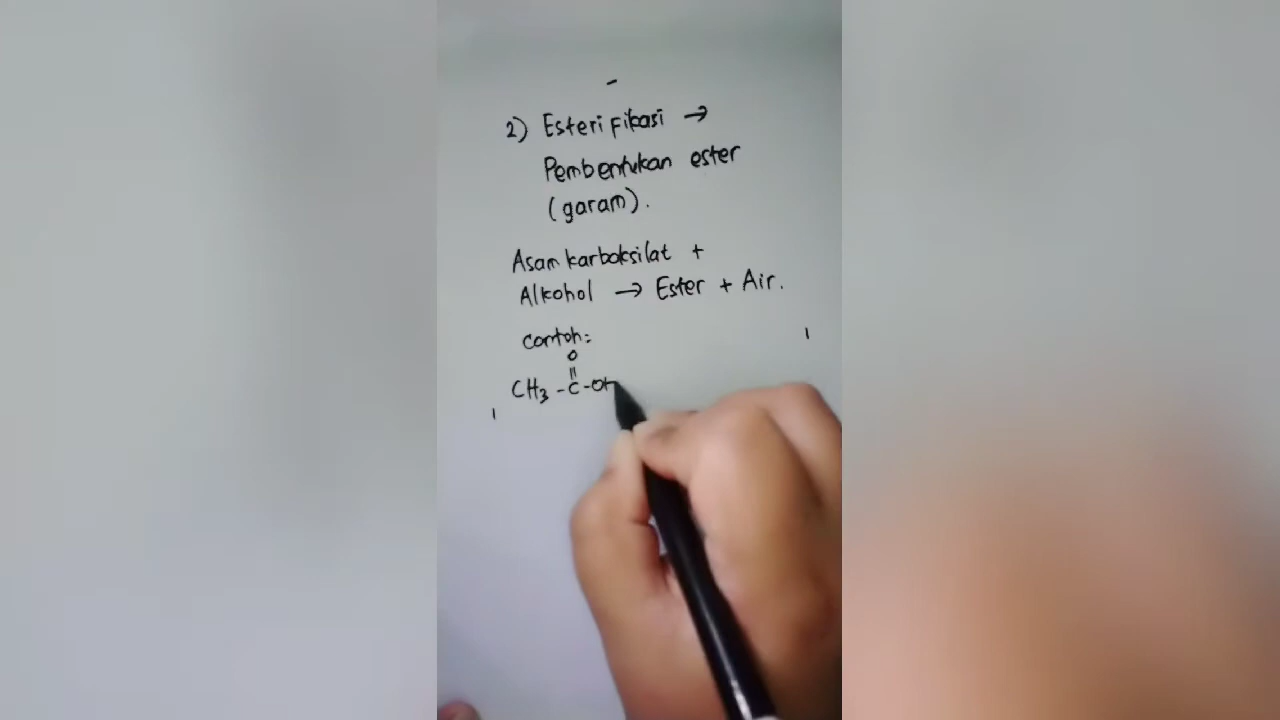 2) Esterifikasi →
Pembentukan ester
(garam).
Asam karboksilat +
Alkohol → Ester + Air.
Contoh:
O
||
CH3 - C - OH